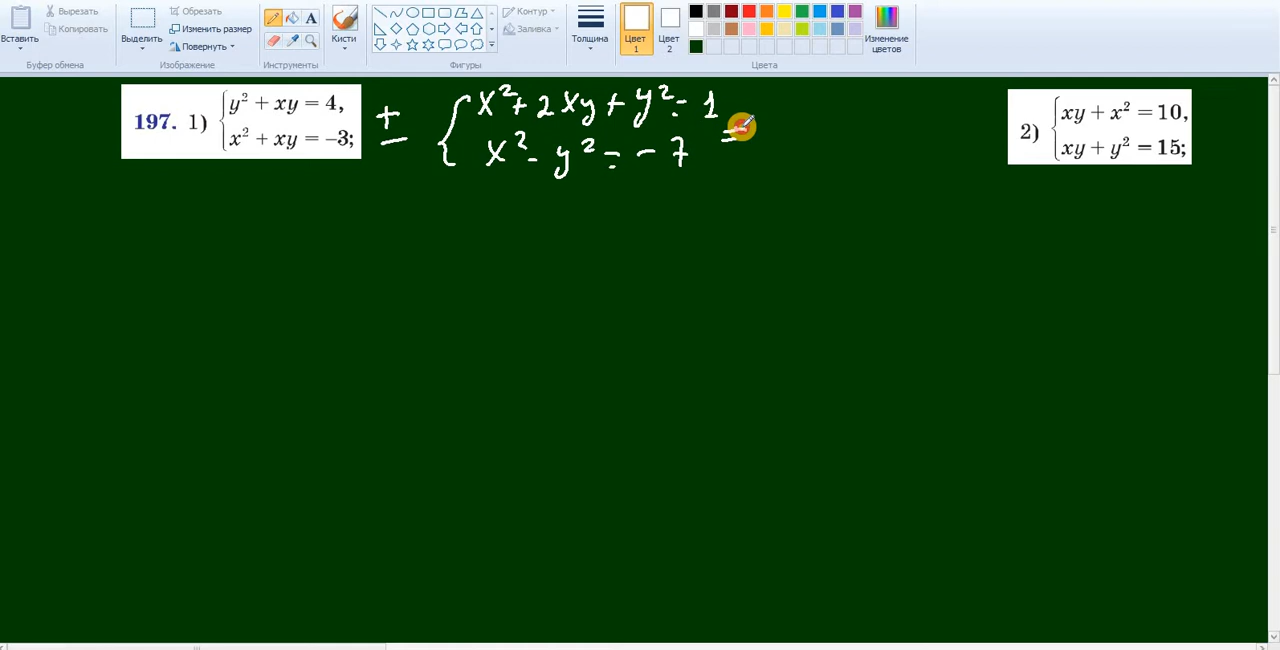 Вставить
Вырезать
Копировать
Буфер обмена
Выделить
Обрезать
Изменить размер
Повернуть
Изображение
A
Инструменты
Кисти
Контур
Заливка
Фигуры
Толщина
Цвет 1
Цвет 2
Изменение цветов
Цвета
197. 1) { y² + xy = 4,
x² + xy = –3;
+
−
{ x² + 2xy + y² = 1
x² - y² = - 7
=
2) { xy + x² = 10,
xy + y² = 15;